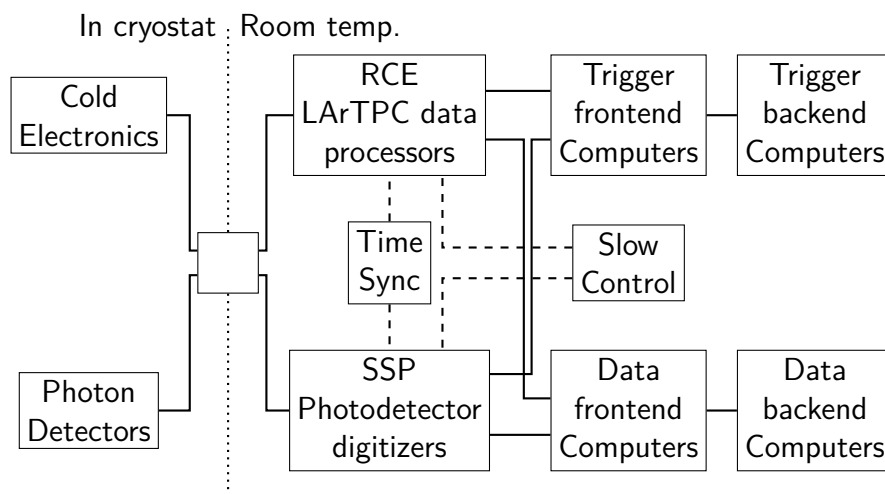 In cryostat
Room temp.
Cold
Electronics
RCE
LArTPC data
processors
Trigger
frontend
Computers
Trigger
backend
Computers
Time
Sync
Slow
Control
Photon
Detectors
SSP
Photodetector
digitizers
Data
frontend
Computers
Data
backend
Computers